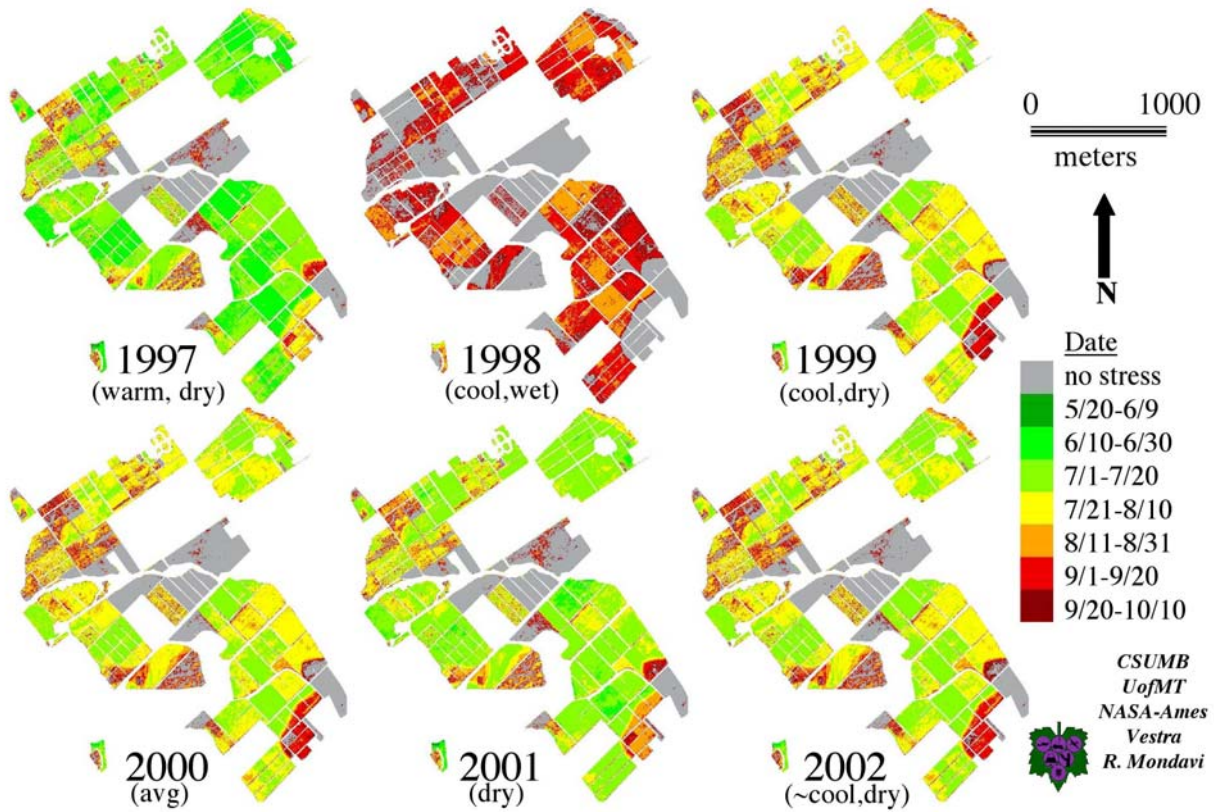 1997
(warm, dry)
1998
(cool,wet)
1999
(cool,dry)
2000
(avg)
2001
(dry)
2002
(~cool,dry)
0 1000
meters
N
Date
no stress
5/20-6/9
6/10-6/30
7/1-7/20
7/21-8/10
8/11-8/31
9/1-9/20
9/20-10/10
CSUMB
UofMT
NASA-Ames
Vestra
R. Mondavi